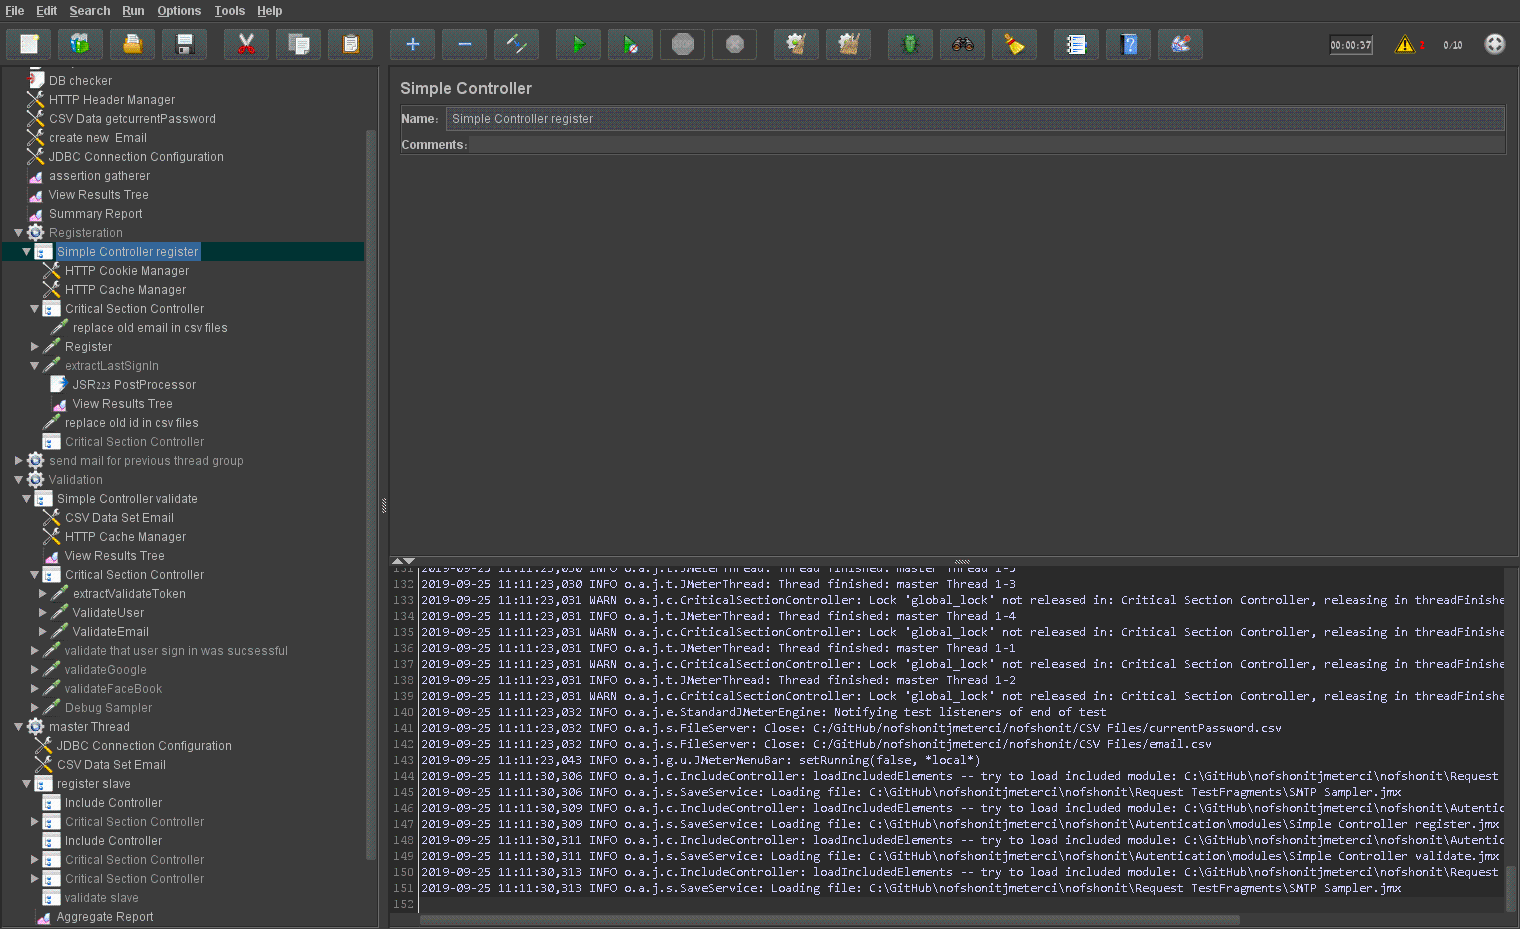 File Edit Search Run Options Tools Help
STOP
00:00:37
0/10
DB checker
HTTP Header Manager
CSV Data getcurrentPassword
create new Email
JDBC Connection Configuration
assertion gatherer
View Results Tree
Summary Report
Registeration
Simple Controller register
HTTP Cookie Manager
HTTP Cache Manager
Critical Section Controller
replace old email in csv files
Register
extractLastSignIn
JSR223 PostProcessor
View Results Tree
replace old id in csv files
Critical Section Controller
send mail for previous thread group
Validation
Simple Controller validate
CSV Data Set Email
HTTP Cache Manager
View Results Tree
Critical Section Controller
extractValidateToken
ValidateUser
ValidateEmail
validate that user sign in was sucsessful
validateGoogle
validateFaceBook
Debug Sampler
master Thread
JDBC Connection Configuration
CSV Data Set Email
register slave
Include Controller
Critical Section Controller
Include Controller
Critical Section Controller
Critical Section Controller
validate slave
Aggregate Report
Simple Controller
Name: Simple Controller register
Comments:
131 2019-09-25 11:11:23,030 INFO o.a.j.t.JMeterThread: Thread finished: master Thread 1-5
132 2019-09-25 11:11:23,030 INFO o.a.j.t.JMeterThread: Thread finished: master Thread 1-3
133 2019-09-25 11:11:23,031 WARN o.a.j.c.CriticalSectionController: Lock 'global_lock' not released in: Critical Section Controller, releasing in threadFinishe
134 2019-09-25 11:11:23,031 INFO o.a.j.t.JMeterThread: Thread finished: master Thread 1-4
135 2019-09-25 11:11:23,031 WARN o.a.j.c.CriticalSectionController: Lock 'global_lock' not released in: Critical Section Controller, releasing in threadFinishe
136 2019-09-25 11:11:23,031 INFO o.a.j.t.JMeterThread: Thread finished: master Thread 1-1
137 2019-09-25 11:11:23,031 WARN o.a.j.c.CriticalSectionController: Lock 'global_lock' not released in: Critical Section Controller, releasing in threadFinishe
138 2019-09-25 11:11:23,031 INFO o.a.j.t.JMeterThread: Thread finished: master Thread 1-2
139 2019-09-25 11:11:23,031 WARN o.a.j.c.CriticalSectionController: Lock 'global_lock' not released in: Critical Section Controller, releasing in threadFinishe
140 2019-09-25 11:11:23,032 INFO o.a.j.e.StandardJMeterEngine: Notifying test listeners of end of test
141 2019-09-25 11:11:23,032 INFO o.a.j.s.FileServer: Close: C:/GitHub/nofshonitjmeterci/nofshonit/CSV Files/currentPassword.csv
142 2019-09-25 11:11:23,032 INFO o.a.j.s.FileServer: Close: C:/GitHub/nofshonitjmeterci/nofshonit/CSV Files/email.csv
143 2019-09-25 11:11:23,043 INFO o.a.j.g.u.JMeterMenuBar: setRunning(false, *local*)
144 2019-09-25 11:11:30,306 INFO o.a.j.c.IncludeController: loadIncludedElements -- try to load included module: C:\GitHub\nofshonitjmeterci\nofshonit\Request
145 2019-09-25 11:11:30,306 INFO o.a.j.s.SaveService: Loading file: C:\GitHub\nofshonitjmeterci\nofshonit\Request TestFragments\SMTP Sampler.jmx
146 2019-09-25 11:11:30,309 INFO o.a.j.c.IncludeController: loadIncludedElements -- try to load included module: C:\GitHub\nofshonitjmeterci\nofshonit\Autentic
147 2019-09-25 11:11:30,309 INFO o.a.j.s.SaveService: Loading file: C:\GitHub\nofshonitjmeterci\nofshonit\Autentication\modules\Simple Controller register.jmx
148 2019-09-25 11:11:30,311 INFO o.a.j.c.IncludeController: loadIncludedElements -- try to load included module: C:\GitHub\nofshonitjmeterci\nofshonit\Autentic
149 2019-09-25 11:11:30,311 INFO o.a.j.s.SaveService: Loading file: C:\GitHub\nofshonitjmeterci\nofshonit\Autentication\modules\Simple Controller validate.jmx
150 2019-09-25 11:11:30,313 INFO o.a.j.c.IncludeController: loadIncludedElements -- try to load included module: C:\GitHub\nofshonitjmeterci\nofshonit\Request
151 2019-09-25 11:11:30,313 INFO o.a.j.s.SaveService: Loading file: C:\GitHub\nofshonitjmeterci\nofshonit\Request TestFragments\SMTP Sampler.jmx
152